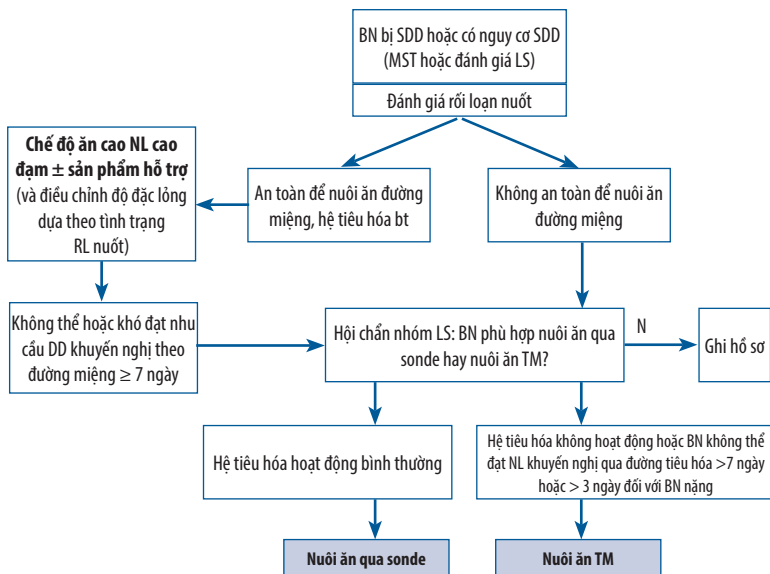 BN bị SDD hoặc có nguy cơ SDD
(MST hoặc đánh giá LS)
Đánh giá rối loạn nuốt
Chế độ ăn cao NL cao
đạm ± sản phẩm hỗ trợ
(và điều chỉnh độ đặc lỏng
dựa theo tình trạng
RL nuốt)
An toàn để nuôi ăn đường
miệng, hệ tiêu hóa bt
Không an toàn để nuôi ăn
đường miệng
Không thể hoặc khó đạt nhu
cầu DD khuyến nghị theo
đường miệng ≥ 7 ngày
Hội chẩn nhóm LS: BN phù hợp nuôi ăn qua
sonde hay nuôi ăn TM?
N
Ghi hồ sơ
Hệ tiêu hóa hoạt động bình thường
Hệ tiêu hóa không hoạt động hoặc BN không thể
đạt NL khuyến nghị qua đường tiêu hóa >7 ngày
hoặc > 3 ngày đối với BN nặng
Nuôi ăn qua sonde
Nuôi ăn TM